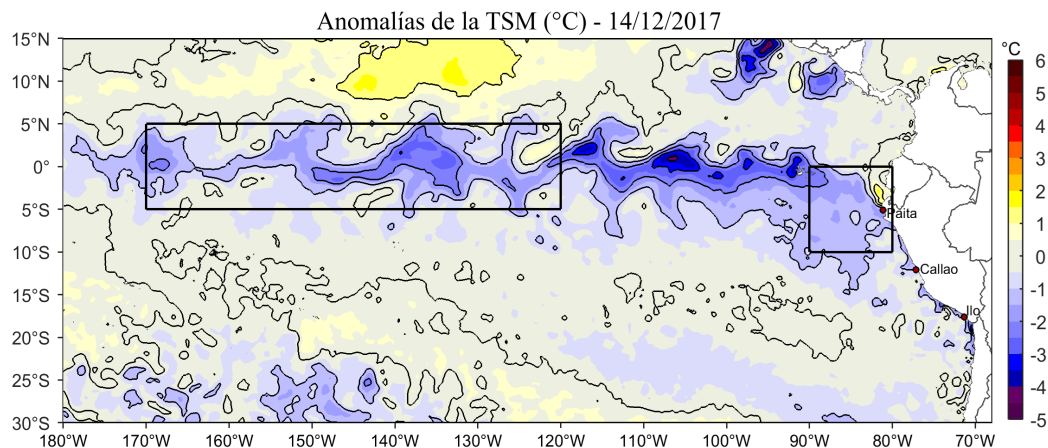 Anomalías de la TSM (°C) - 14/12/2017
°C
15°N
10°N
5°N
0°
5°S
10°S
15°S
20°S
25°S
30°S
Paita
Callao
Ilo
6
5
4
3
2
1
0
-1
-2
-3
-4
-5
180°W
170°W
160°W
150°W
140°W
130°W
120°W
110°W
100°W
90°W
80°W
70°W